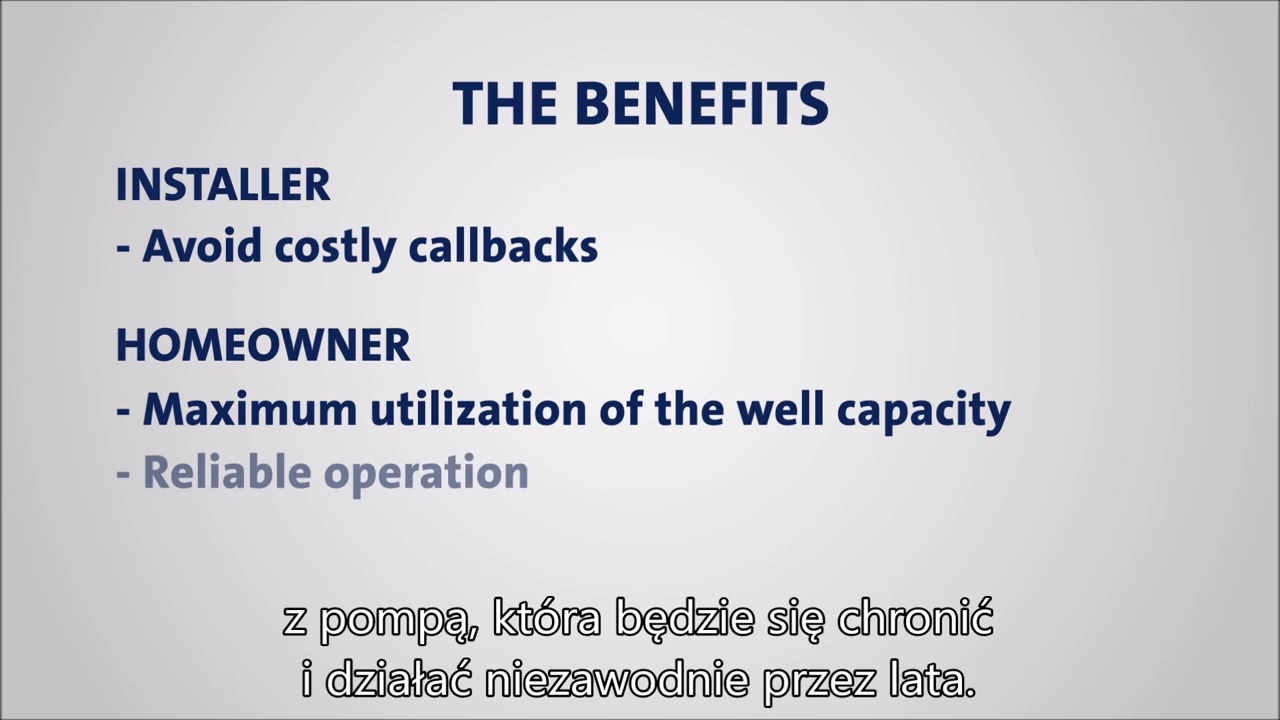 THE BENEFITS
INSTALLER
- Avoid costly callbacks
HOMEOWNER
- Maximum utilization of the well capacity
- Reliable operation
z pompą, która będzie się chronić
i działać niezawodnie przez lata.